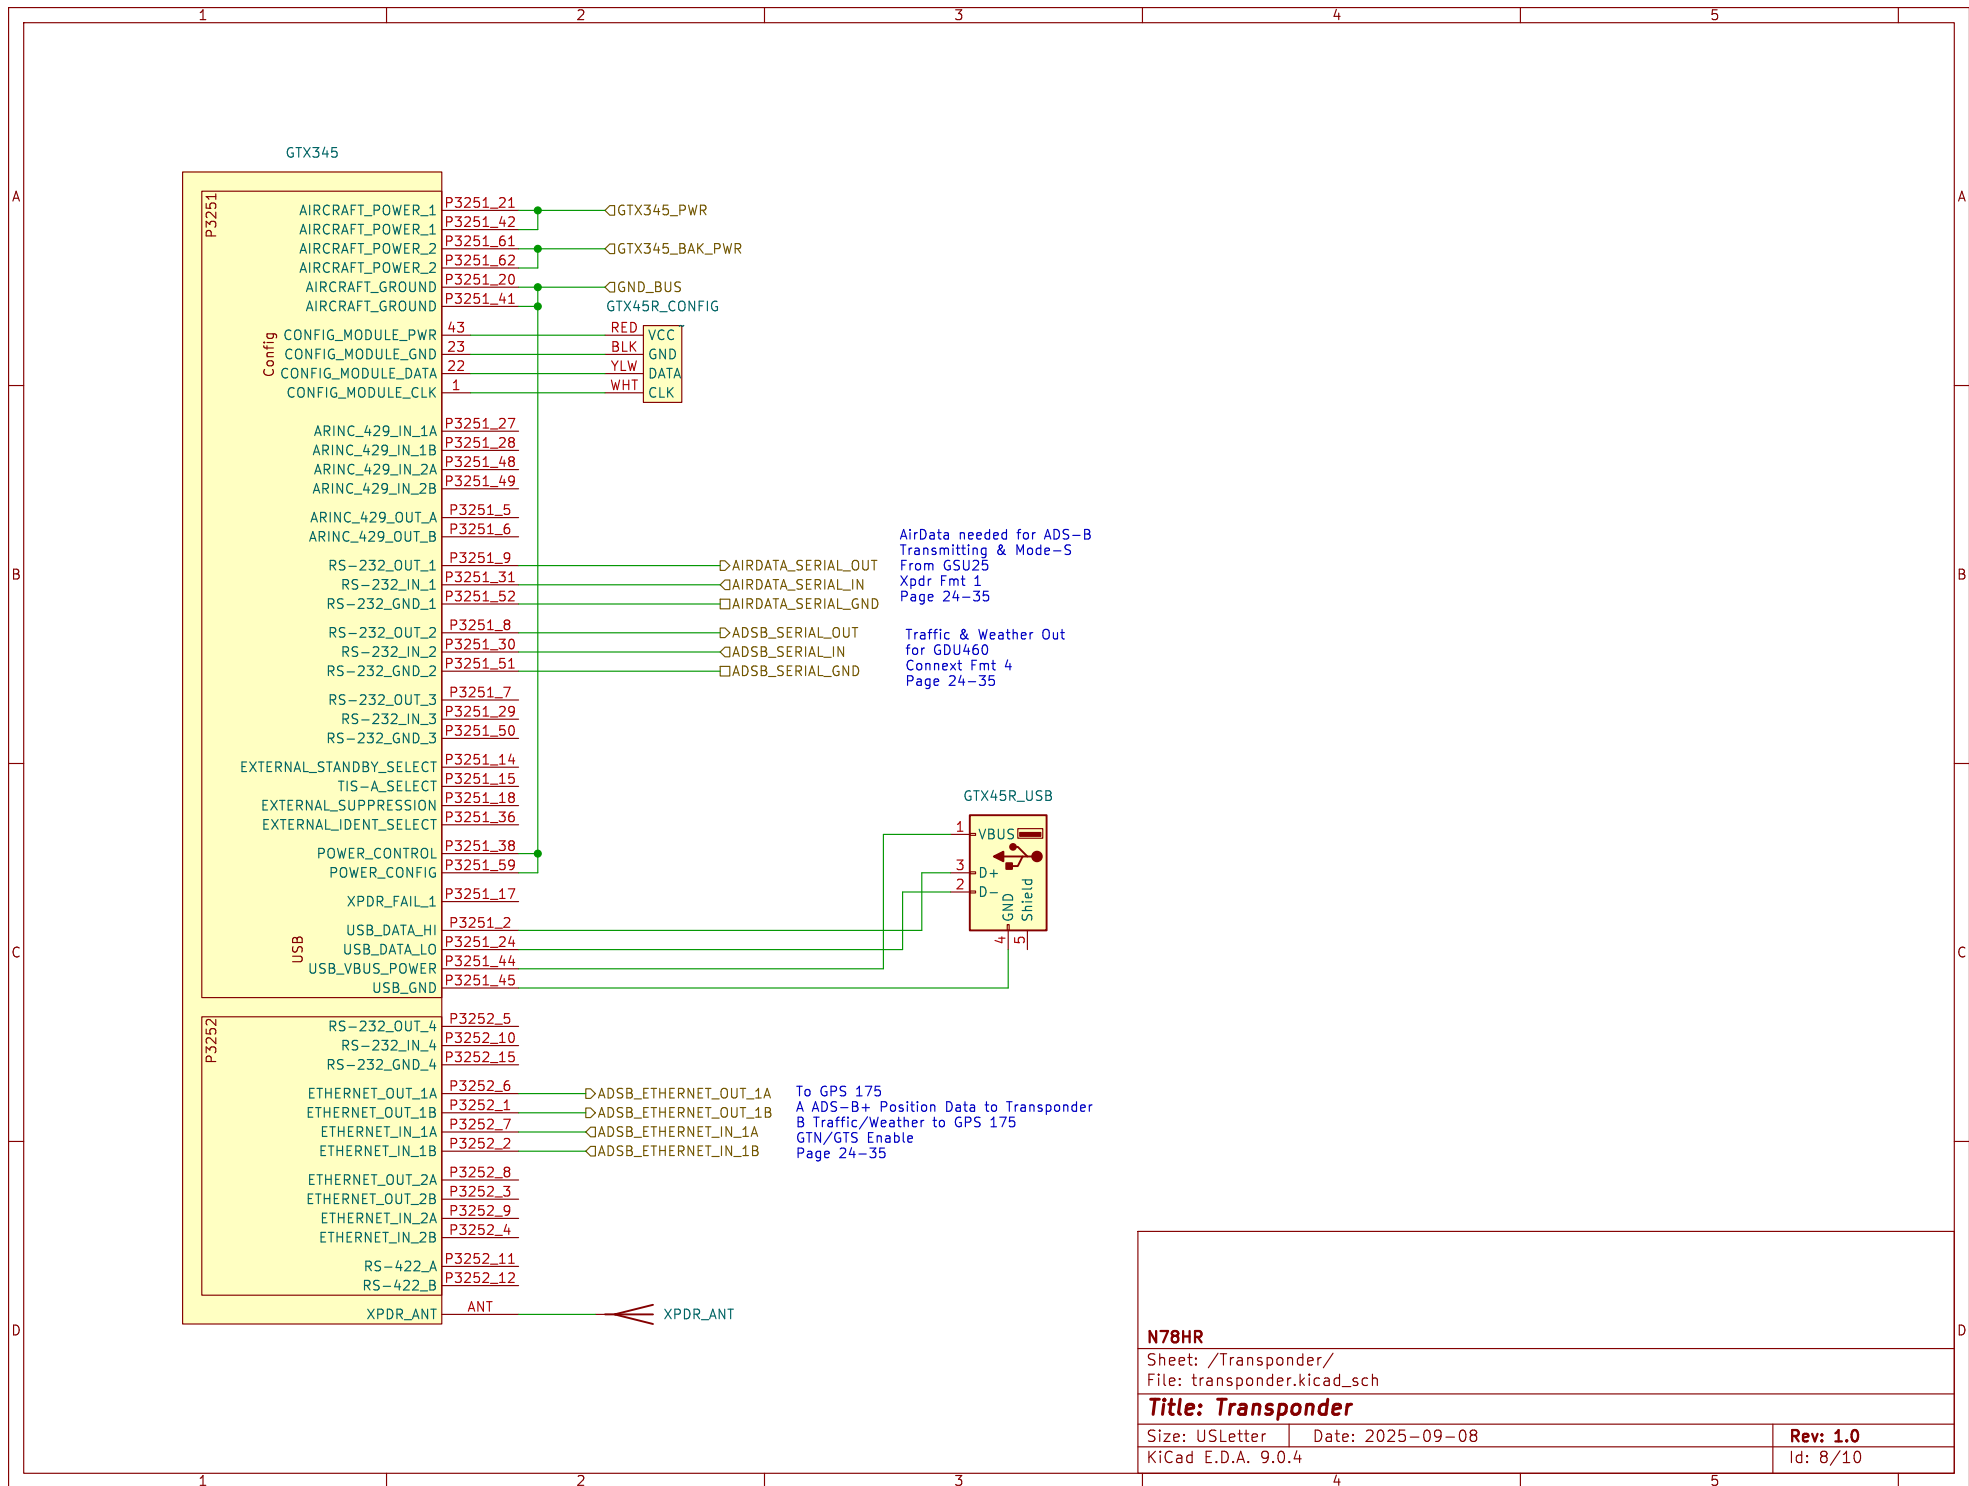 1 2 3 4 5
GTX345
A A
P3251
AIRCRAFT_POWER_1 P3251_21 GTX345_PWR
AIRCRAFT_POWER_1 P3251_42
AIRCRAFT_POWER_2 P3251_61 GTX345_BAK_PWR
AIRCRAFT_POWER_2 P3251_62
AIRCRAFT_GROUND P3251_20 GND_BUS
AIRCRAFT_GROUND P3251_41
GTX45R_CONFIG
Config
CONFIG_MODULE_PWR 43 RED VCC
CONFIG_MODULE_GND 23 BLK GND
CONFIG_MODULE_DATA 22 YLW DATA
CONFIG_MODULE_CLK 1 WHT CLK
ARINC_429_IN_1A P3251_27
ARINC_429_IN_1B P3251_28
ARINC_429_IN_2A P3251_48
ARINC_429_IN_2B P3251_49
ARINC_429_OUT_A P3251_5
ARINC_429_OUT_B P3251_6
B B
RS-232_OUT_1 P3251_9 AIRDATA_SERIAL_OUT
RS-232_IN_1 P3251_31 AIRDATA_SERIAL_IN
RS-232_GND_1 P3251_52 AIRDATA_SERIAL_GND
AirData needed for ADS-B
Transmitting & Mode-S
From GSU25
Xpdr Fmt 1
Page 24-35
RS-232_OUT_2 P3251_8 ADSB_SERIAL_OUT
RS-232_IN_2 P3251_30 ADSB_SERIAL_IN
RS-232_GND_2 P3251_51 ADSB_SERIAL_GND
Traffic & Weather Out
for GDU460
Connext Fmt 4
Page 24-35
RS-232_OUT_3 P3251_7
RS-232_IN_3 P3251_29
RS-232_GND_3 P3251_50
EXTERNAL_STANDBY_SELECT P3251_14
TIS-A_SELECT P3251_15
EXTERNAL_SUPPRESSION P3251_18
EXTERNAL_IDENT_SELECT P3251_36
POWER_CONTROL P3251_38
POWER_CONFIG P3251_59
XPDR_FAIL_1 P3251_17
C C
USB
USB_DATA_HI P3251_2
USB_DATA_LO P3251_24
USB_VBUS_POWER P3251_44
USB_GND P3251_45
GTX45R_USB
1 VBUS
3 D+
2 D-
GND Shield
4 5
P3252
RS-232_OUT_4 P3252_5
RS-232_IN_4 P3252_10
RS-232_GND_4 P3252_15
ETHERNET_OUT_1A P3252_6 ADSB_ETHERNET_OUT_1A
ETHERNET_OUT_1B P3252_1 ADSB_ETHERNET_OUT_1B
ETHERNET_IN_1A P3252_7 ADSB_ETHERNET_IN_1A
ETHERNET_IN_1B P3252_2 ADSB_ETHERNET_IN_1B
To GPS 175
A ADS-B+ Position Data to Transponder
B Traffic/Weather to GPS 175
GTN/GTS Enable
Page 24-35
ETHERNET_OUT_2A P3252_8
ETHERNET_OUT_2B P3252_3
ETHERNET_IN_2A P3252_9
ETHERNET_IN_2B P3252_4
RS-422_A P3252_11
RS-422_B P3252_12
XPDR_ANT ANT XPDR_ANT
D D
N78HR
Sheet: /Transponder/
File: transponder.kicad_sch
Title: Transponder
Size: USLetter Date: 2025-09-08 Rev: 1.0
KiCad E.D.A. 9.0.4 Id: 8/10
1 2 3 4 5